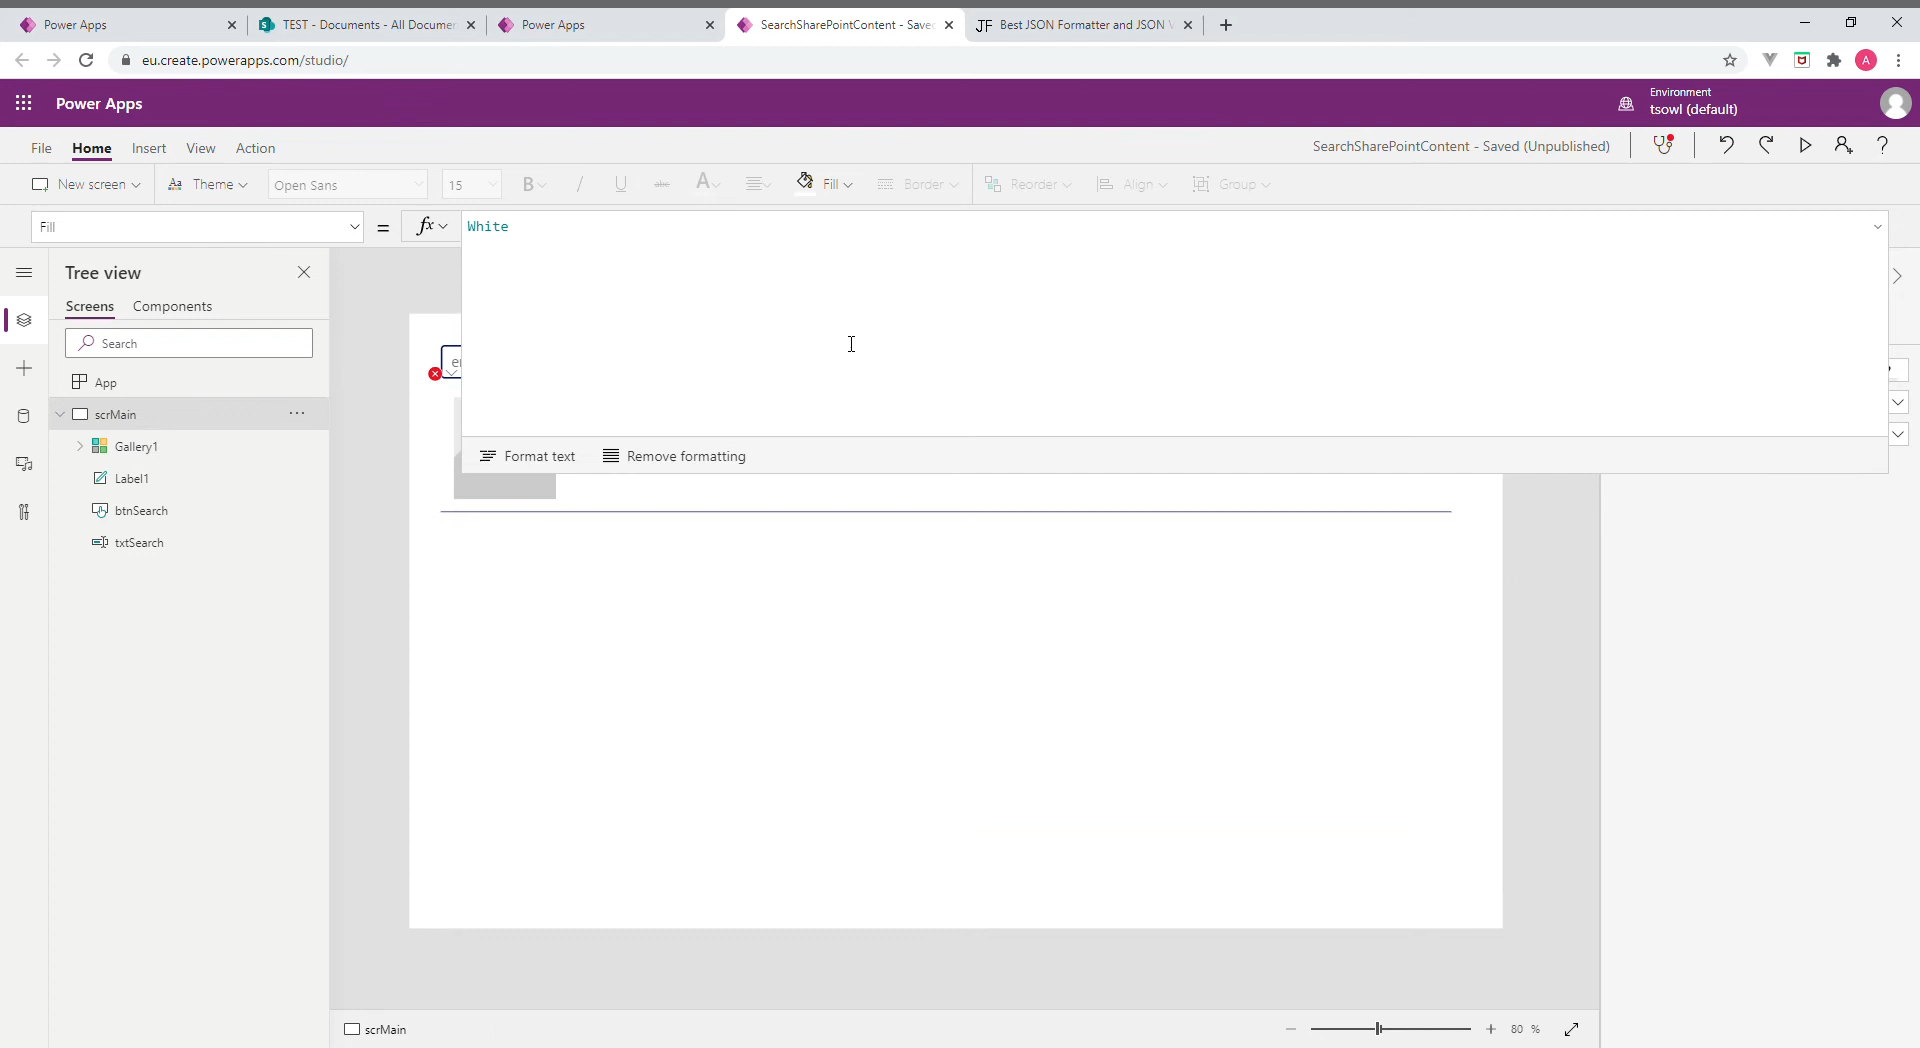 Power Apps
TEST - Documents - All Documen
Power Apps
SearchSharePointContent - Save
Best JSON Formatter and JSON V
eu.create.powerapps.com/studio/
A
Power Apps
Environment
tsowl (default)
File
Home
Insert
View
Action
SearchSharePointContent - Saved (Unpublished)
New screen
Theme
Open Sans
15
B
/
U
abc
A
Fill
Border
Reorder
Align
Group
Fill
=
fx
White
Tree view
Screens
Components
Search
App
scrMain
Gallery1
Label1
btnSearch
txtSearch
Format text
Remove formatting
scrMain
80 %